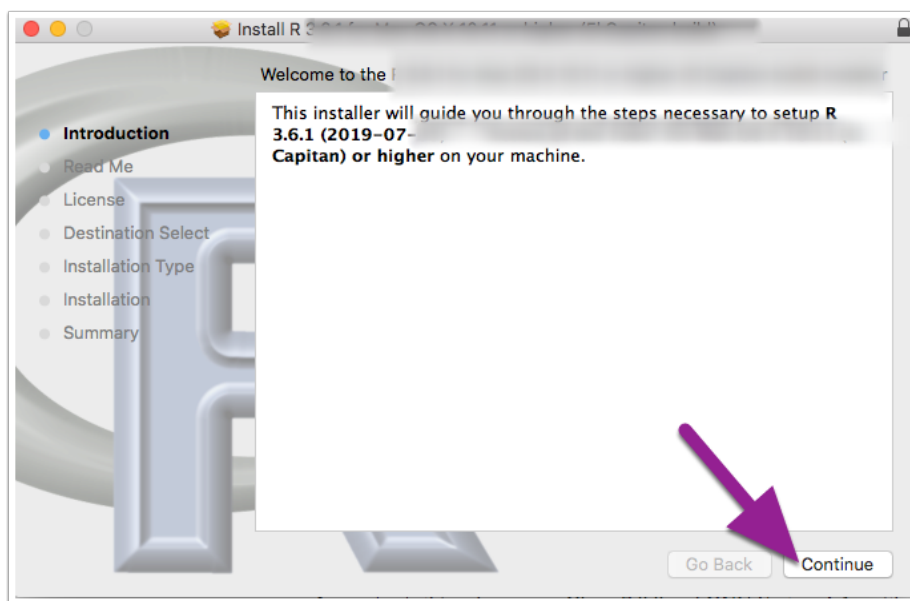 Install R
Welcome to the
This installer will guide you through the steps necessary to setup R
3.6.1 (2019-07-
Capitan) or higher on your machine.
Introduction
Read Me
License
Destination Select
Installation Type
Installation
Summary
Go Back
Continue